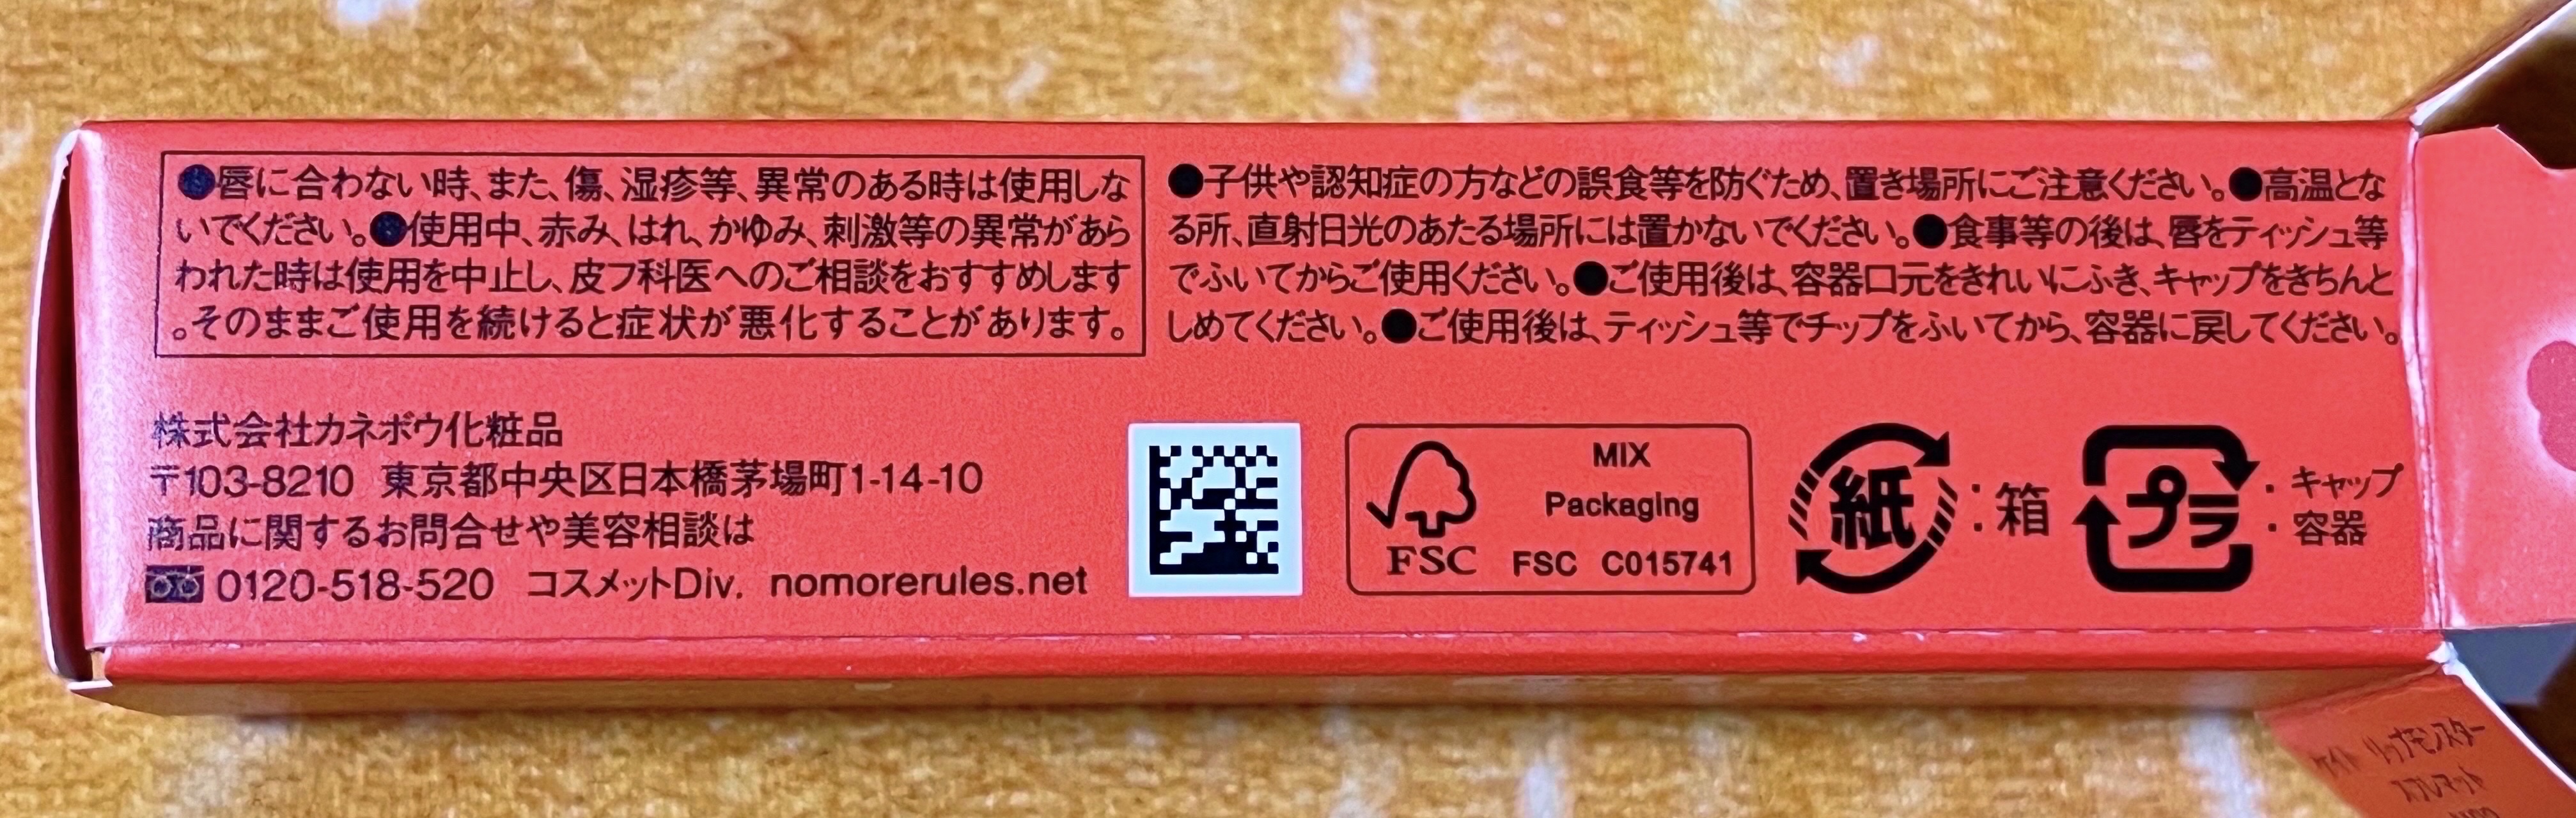 ●唇に合わない時、また、傷、湿疹等、異常のある時は使用しな
いでください。●使用中、赤み、はれ、かゆみ、刺激等の異常があら
われた時は使用を中止し、皮フ科医へのご相談をおすすめします
。そのままご使用を続けると症状が悪化することがあります。
●子供や認知症の方などの誤食等を防ぐため、置き場所にご注意ください。●高温とな
る所、直射日光のあたる場所には置かないでください。●食事等の後は、唇をティッシュ等
でふいてからご使用ください。●ご使用後は、容器口元をきれいにふき、キャップをきちんと
しめてください。●ご使用後は、ティッシュ等でチップをふいてから、容器に戻してください。
株式会社カネボウ化粧品
〒103-8210 東京都中央区日本橋茅場町1-14-10
商品に関するお問合せや美容相談は
0120-518-520 コスメットDiv. nomorerules.net
MIX
Packaging
FSC
FSC C015741
紙:箱
プラ:キャップ
・容器
ケイト リップモンスター